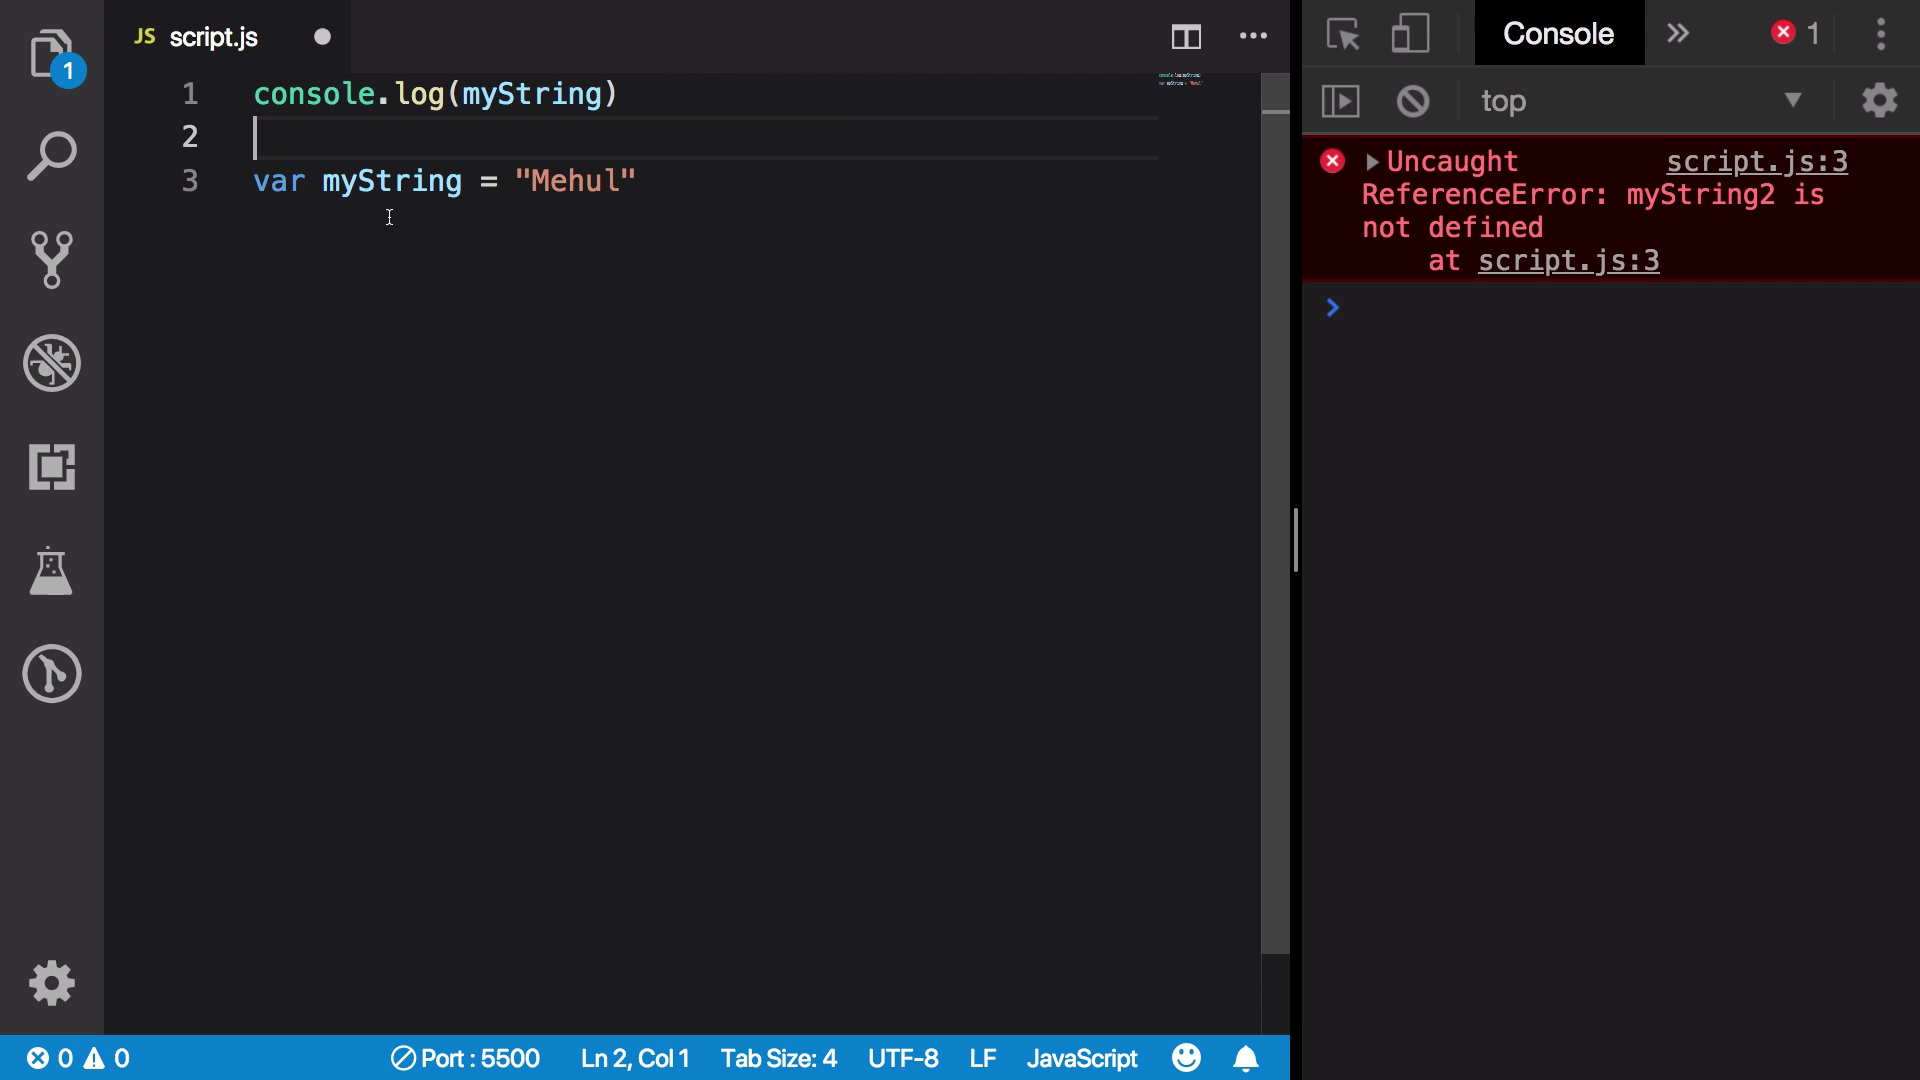 1
JS script.js
1 console.log(myString)
2
3 var myString = "Mehul"
0 0
Port : 5500
Ln 2, Col 1
Tab Size: 4
UTF-8
LF
JavaScript
Console
1
top
Uncaught script.js:3
ReferenceError: myString2 is
not defined
at script.js:3